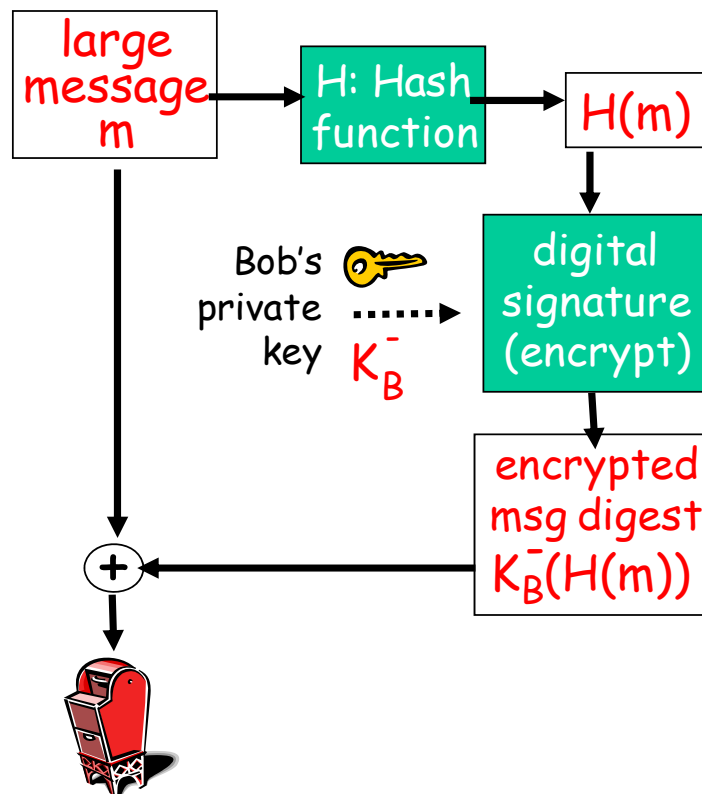 large
message
m
H: Hash
function
H(m)
Bob's
private
key
K_B^-
digital
signature
(encrypt)
encrypted
msg digest
K_B^-(H(m))
+